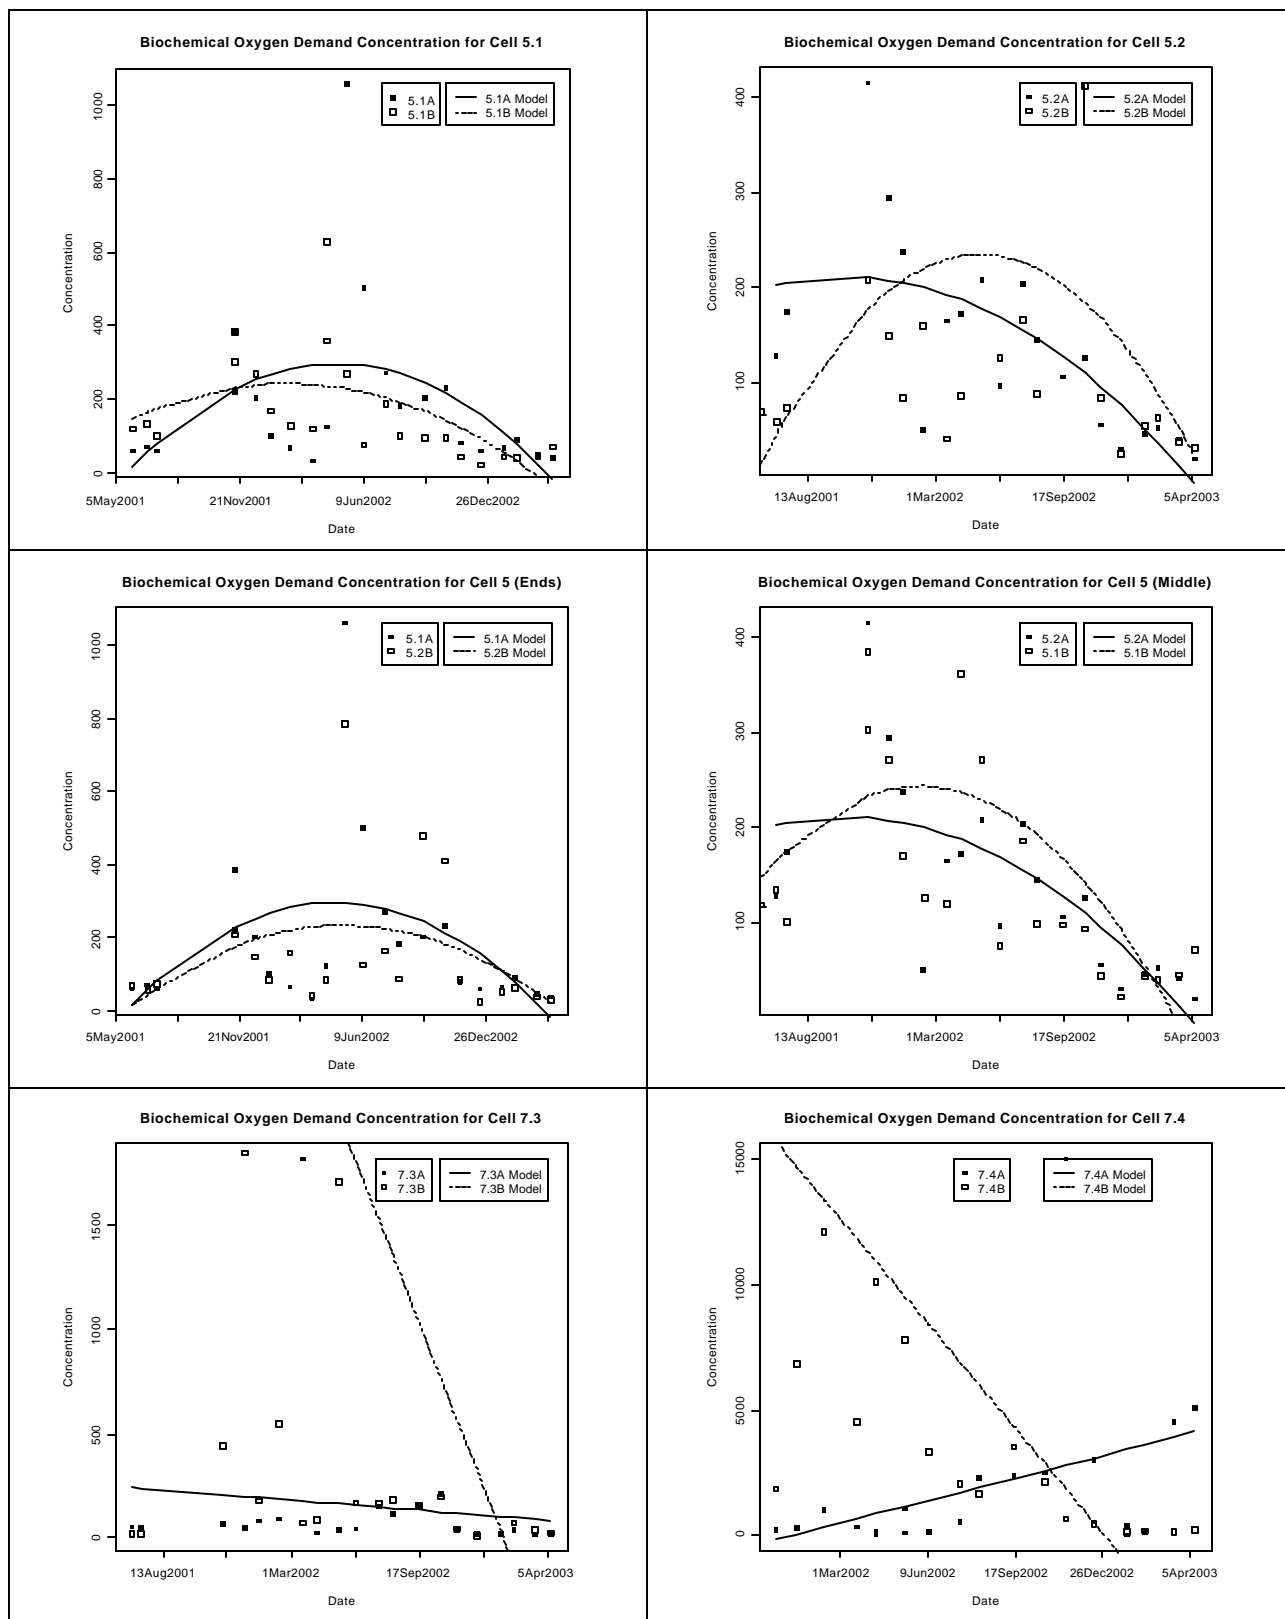 Biochemical Oxygen Demand Concentration for Cell 5.1
5.1A
5.1B
5.1A Model
5.1B Model
Concentration
0
200
400
600
800
1000
5May2001
21Nov2001
9Jun2002
26Dec2002
Date
Biochemical Oxygen Demand Concentration for Cell 5.2
5.2A
5.2B
5.2A Model
5.2B Model
Concentration
100
200
300
400
13Aug2001
1Mar2002
17Sep2002
5Apr2003
Date
Biochemical Oxygen Demand Concentration for Cell 5 (Ends)
5.1A
5.2B
5.1A Model
5.2B Model
Concentration
0
200
400
600
800
1000
5May2001
21Nov2001
9Jun2002
26Dec2002
Date
Biochemical Oxygen Demand Concentration for Cell 5 (Middle)
5.2A
5.1B
5.2A Model
5.1B Model
Concentration
100
200
300
400
13Aug2001
1Mar2002
17Sep2002
5Apr2003
Date
Biochemical Oxygen Demand Concentration for Cell 7.3
7.3A
7.3B
7.3A Model
7.3B Model
Concentration
0
500
1000
1500
13Aug2001
1Mar2002
17Sep2002
5Apr2003
Date
Biochemical Oxygen Demand Concentration for Cell 7.4
7.4A
7.4B
7.4A Model
7.4B Model
Concentration
0
5000
10000
15000
1Mar2002
9Jun2002
17Sep2002
26Dec2002
5Apr2003
Date